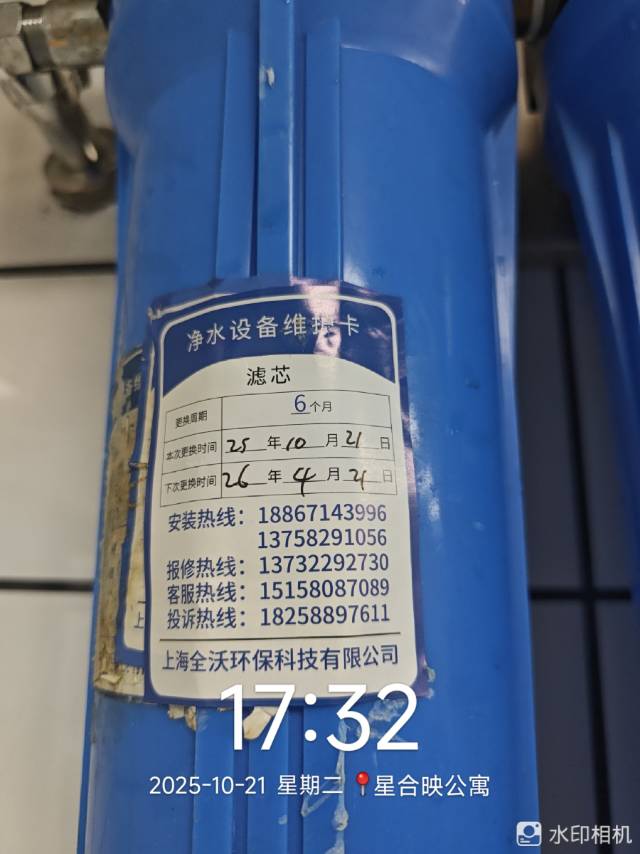 净水设备维护卡
滤芯
更换周期 6个月
本次更换时间 25年10月21日
下次更换时间 26年4月21日
安装热线：18867143996
13758291056
报修热线：13732292730
客服热线：15158087089
投诉热线：18258897611
上海全沃环保科技有限公司
17:32
2025-10-21 星期二 📍星合映公寓
水印相机